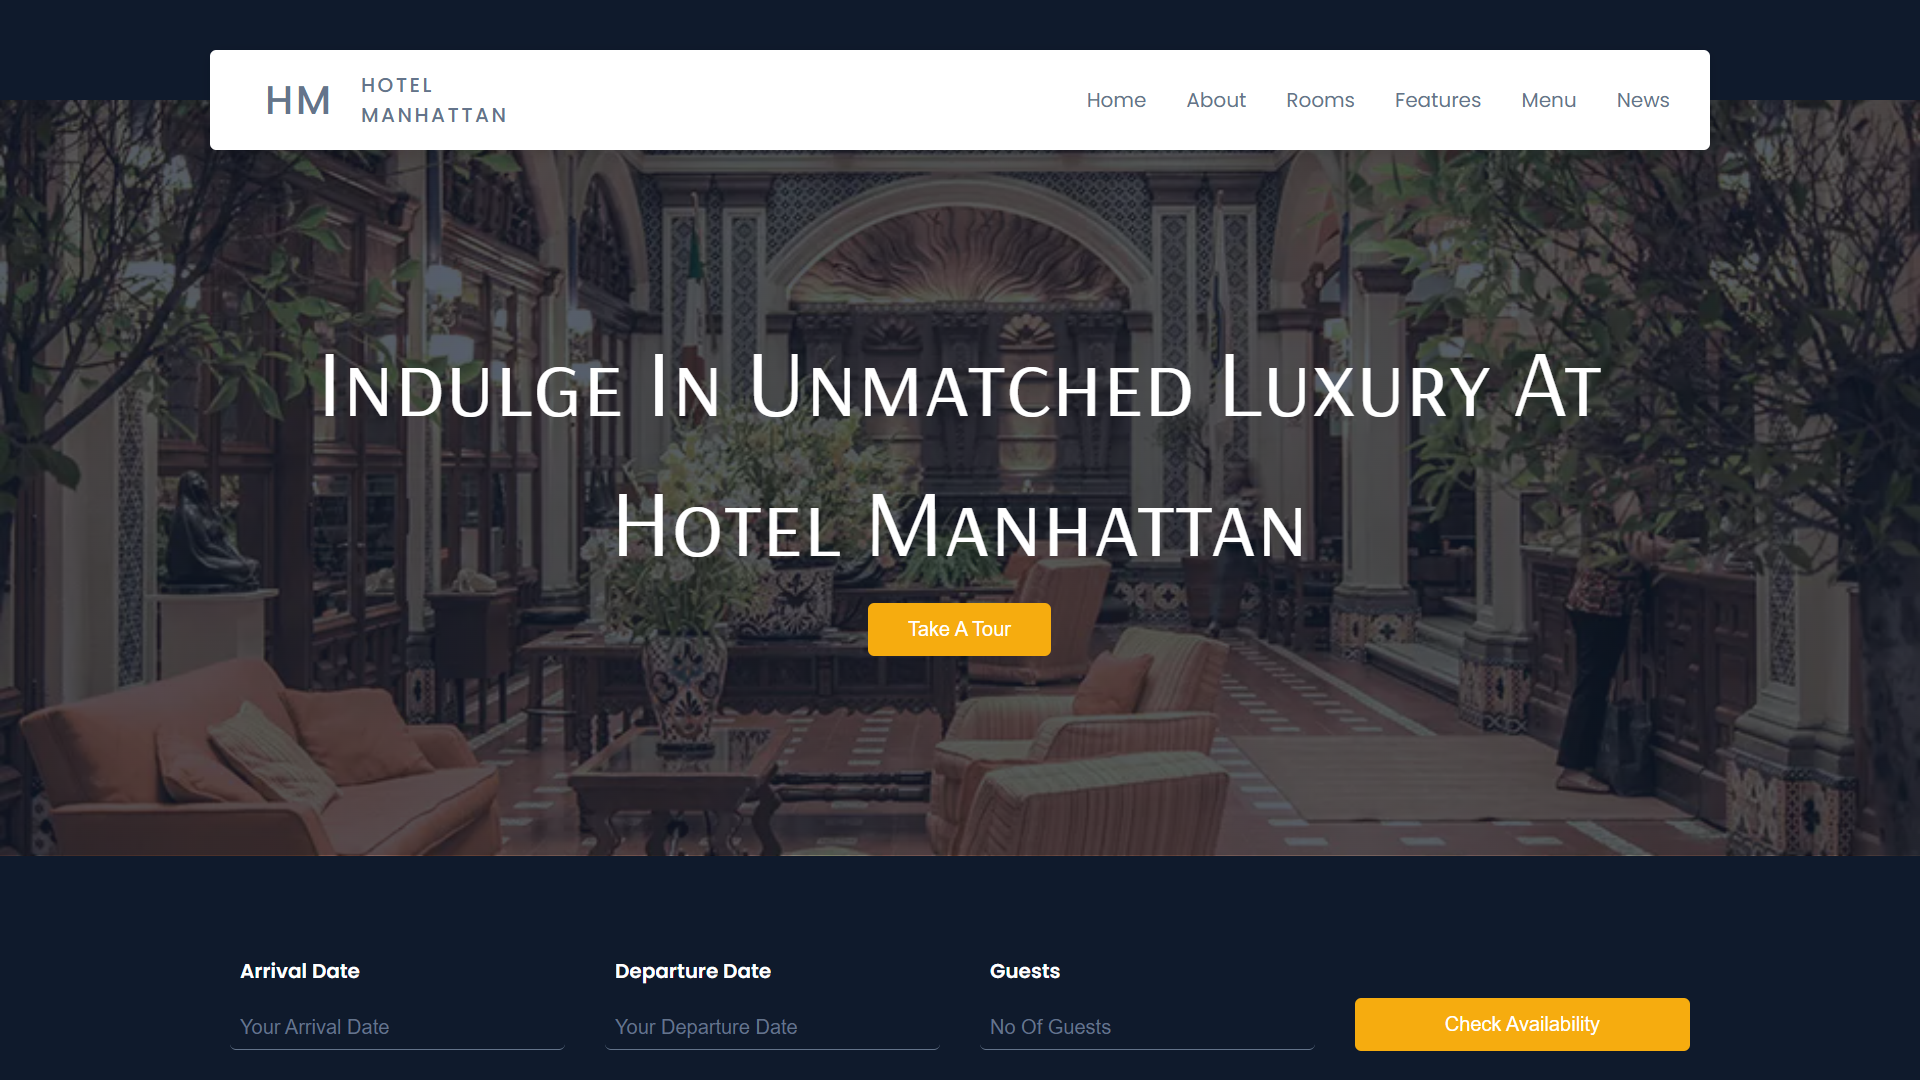 HM
HOTEL
MANHATTAN
Home About Rooms Features Menu News
Indulge In Unmatched Luxury At
Hotel Manhattan
Take A Tour
Arrival Date
Departure Date
Guests
Your Arrival Date
Your Departure Date
No Of Guests
Check Availability